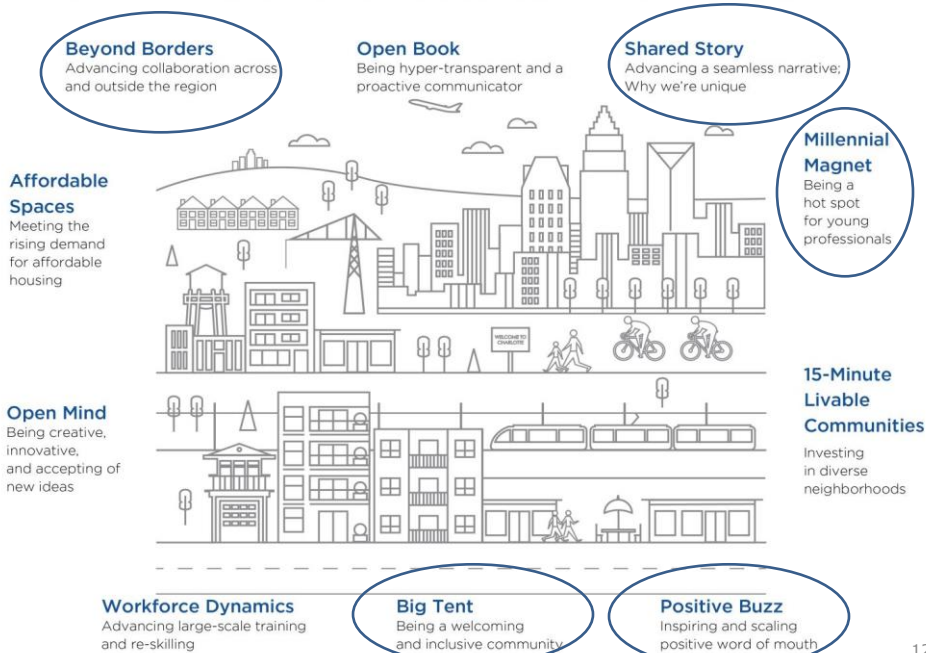 Beyond Borders
Advancing collaboration across
and outside the region
Open Book
Being hyper-transparent and a
proactive communicator
Shared Story
Advancing a seamless narrative;
Why we're unique
Millennial
Magnet
Being a
hot spot
for young
professionals
Affordable
Spaces
Meeting the
rising demand
for affordable
housing
WELCOME TO
CHARLOTTE
15-Minute
Livable
Communities
Investing
in diverse
neighborhoods
Open Mind
Being creative,
innovative,
and accepting of
new ideas
Workforce Dynamics
Advancing large-scale training
and re-skilling
Big Tent
Being a welcoming
and inclusive community
Positive Buzz
Inspiring and scaling
positive word of mouth